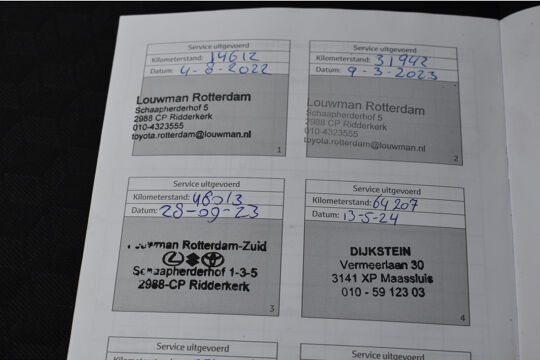 Service uitgevoerd
Kilometerstand: 14612
Datum: 4-8-2022
Louwman Rotterdam
Schaapherderhof 5
2988 CP Ridderkerk
010-4323555
toyota.rotterdam@louwman.nl
1
Service uitgevoerd
Kilometerstand: 31942
Datum: 9-3-2023
Louwman Rotterdam
Schaapherderhof 5
2988 CP Ridderkerk
010-4323555
toyota.rotterdam@louwman.nl
2
Service uitgevoerd
Kilometerstand: 48013
Datum: 28-09-23
Louwman Rotterdam-Zuid
Schaapherderhof 1-3-5
2988-CP Ridderkerk
3
Service uitgevoerd
Kilometerstand: 64207
Datum: 13-5-24
DIJKSTEIN
Vermeerlaan 30
3141 XP Maassluis
010 - 59 123 03
4
Service uitgevoerd
Service uitgevoerd